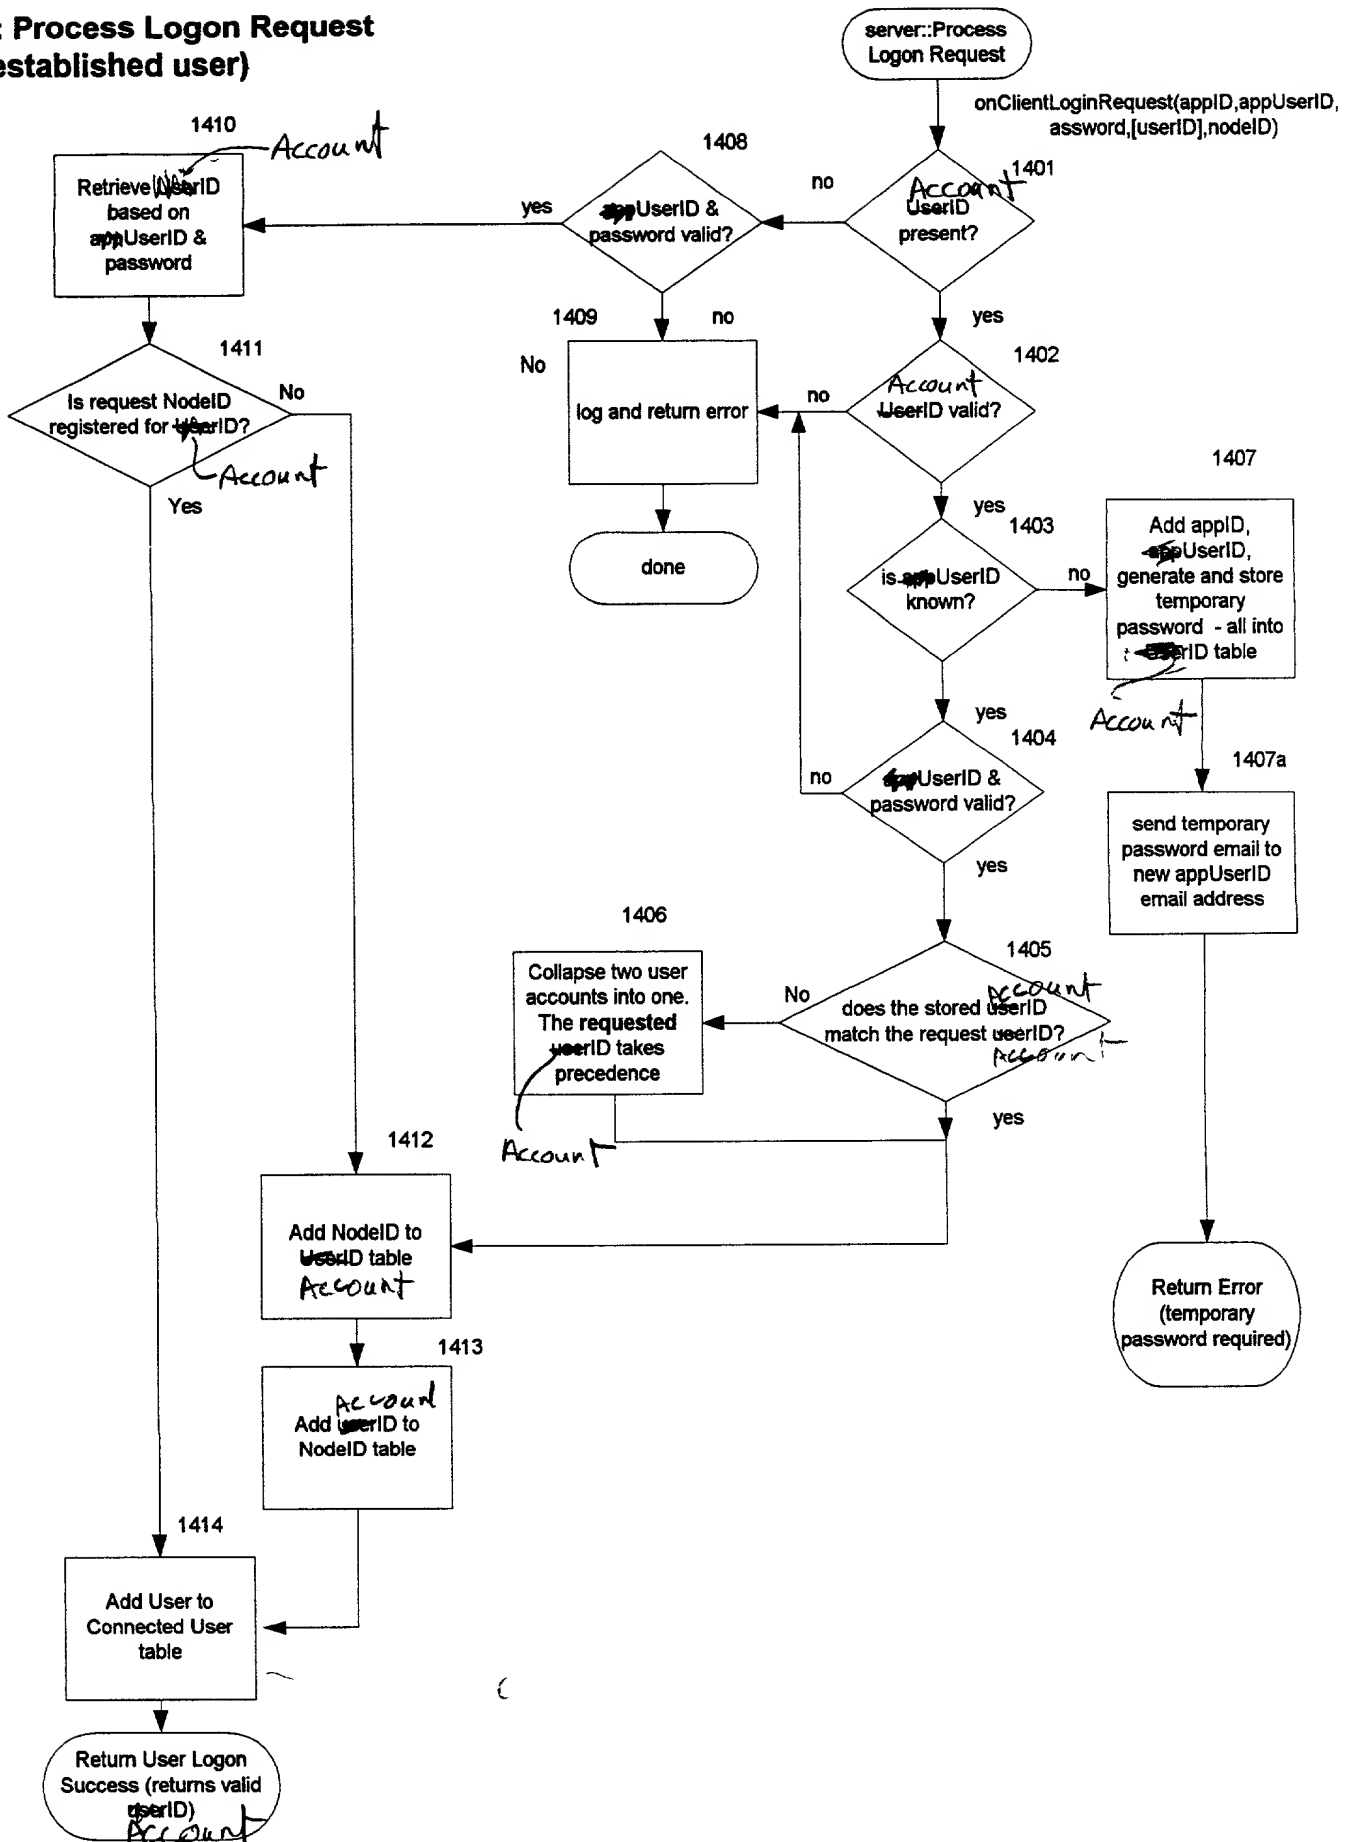 : Process Logon Request
established user)
server::Process
Logon Request
onClientLoginRequest(appID,appUserID,
assword,[userID],nodeID)
1401
Account
UserID
present?
no
yes
1408
appUserID &
password valid?
yes
no
1410
Account
Retrieve UserID
based on
appUserID &
password
1411
Is request NodeID
registered for UserID?
Account
No
Yes
1409
No
log and return error
done
1402
Account
UserID valid?
no
yes
1403
is appUserID
known?
no
yes
1407
Add appID,
appUserID,
generate and store
temporary
password - all into
UserID table
Account
1407a
send temporary
password email to
new appUserID
email address
Return Error
(temporary
password required)
1404
appUserID &
password valid?
no
yes
1405
Account
does the stored userID
match the request userID?
Account
No
yes
1406
Collapse two user
accounts into one.
The requested
userID takes
precedence
Account
1412
Add NodeID to
UserID table
Account
1413
Account
Add userID to
NodeID table
1414
Add User to
Connected User
table
Return User Logon
Success (returns valid
userID)
Account